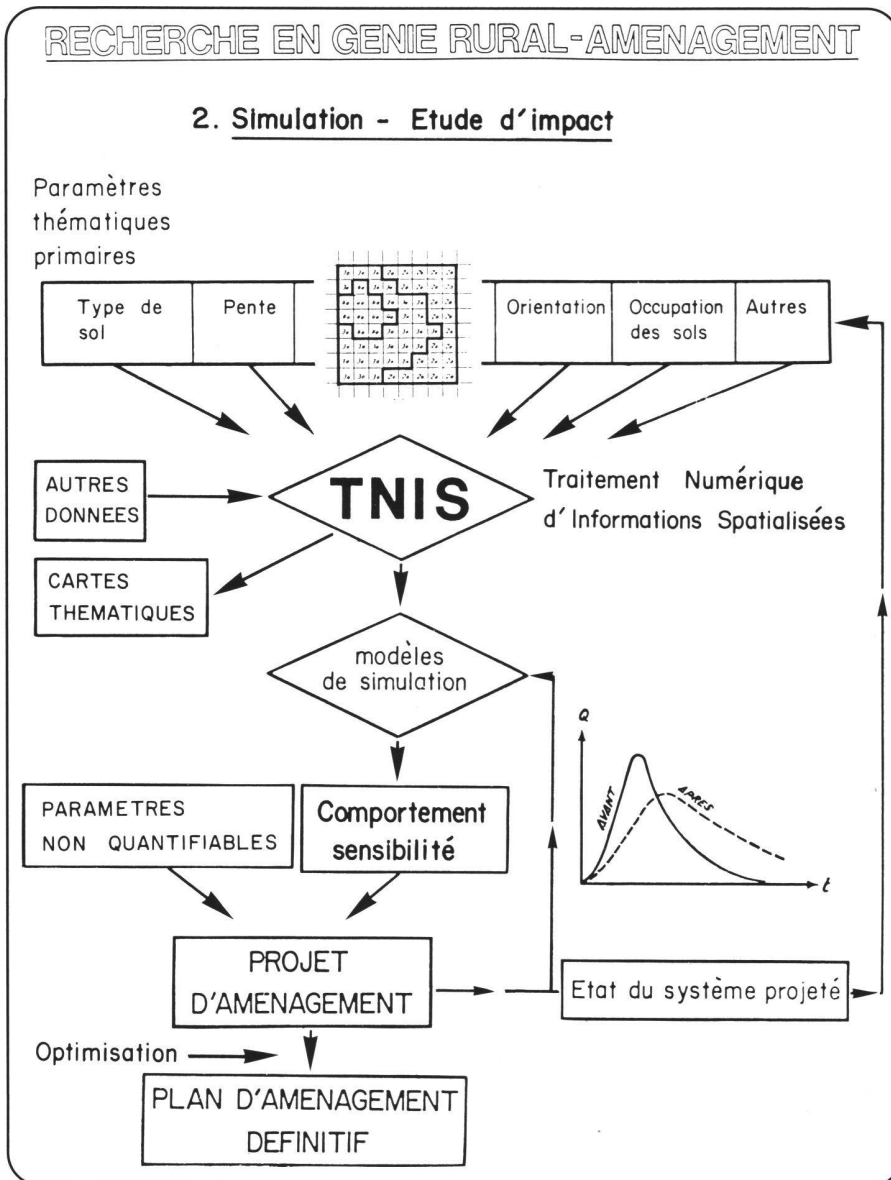 RECHERCHE EN GENIE RURAL-AMENAGEMENT
2. Simulation - Etude d'impact
Paramètres
thématiques
primaires
Type de
sol
Pente
Orientation
Occupation
des sols
Autres
AUTRES
DONNEES
TNIS
Traitement Numérique
d'Informations Spatialisées
CARTES
THEMATIQUES
modèles
de simulation
Q
AVANT
APRES
t
PARAMETRES
NON QUANTIFIABLES
Comportement
sensibilité
PROJET
D'AMENAGEMENT
Etat du système projeté
Optimisation
PLAN D'AMENAGEMENT
DEFINITIF